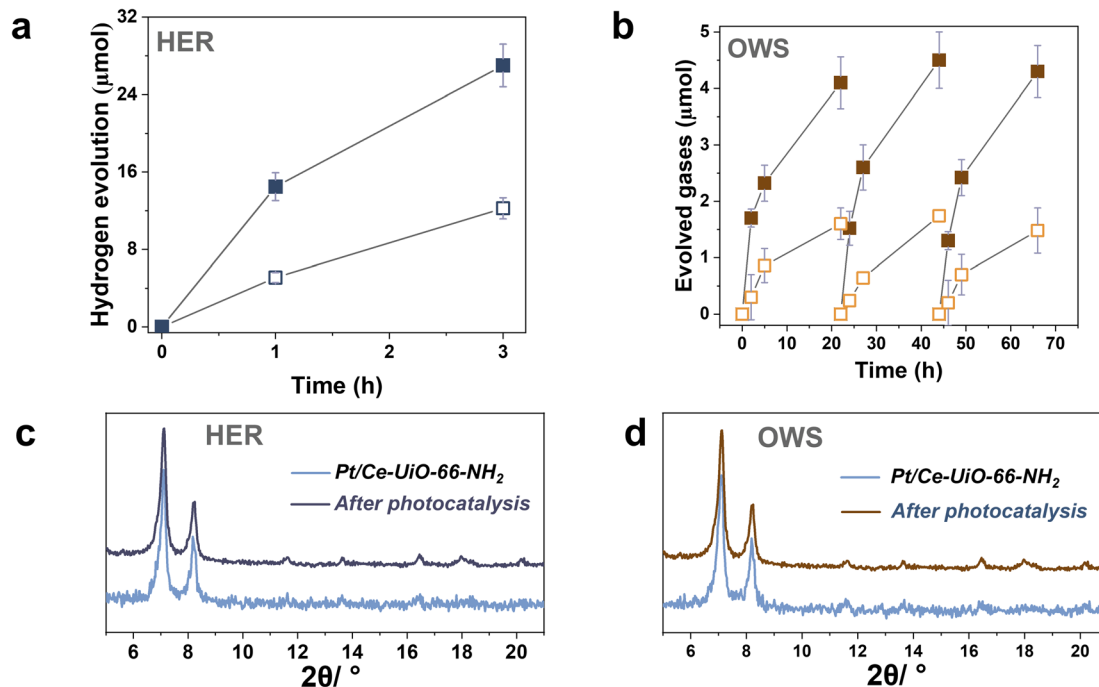 a
HER
Hydrogen evolution (μmol)
32
24
16
8
0
0
1
2
3
Time (h)
b
OWS
Evolved gases (μmol)
5
4
3
2
1
0
0
10
20
30
40
50
60
70
Time (h)
c
HER
Pt/Ce-UiO-66-NH₂
After photocatalysis
6
8
10
12
14
16
18
20
2θ/ °
d
OWS
Pt/Ce-UiO-66-NH₂
After photocatalysis
6
8
10
12
14
16
18
20
2θ/ °